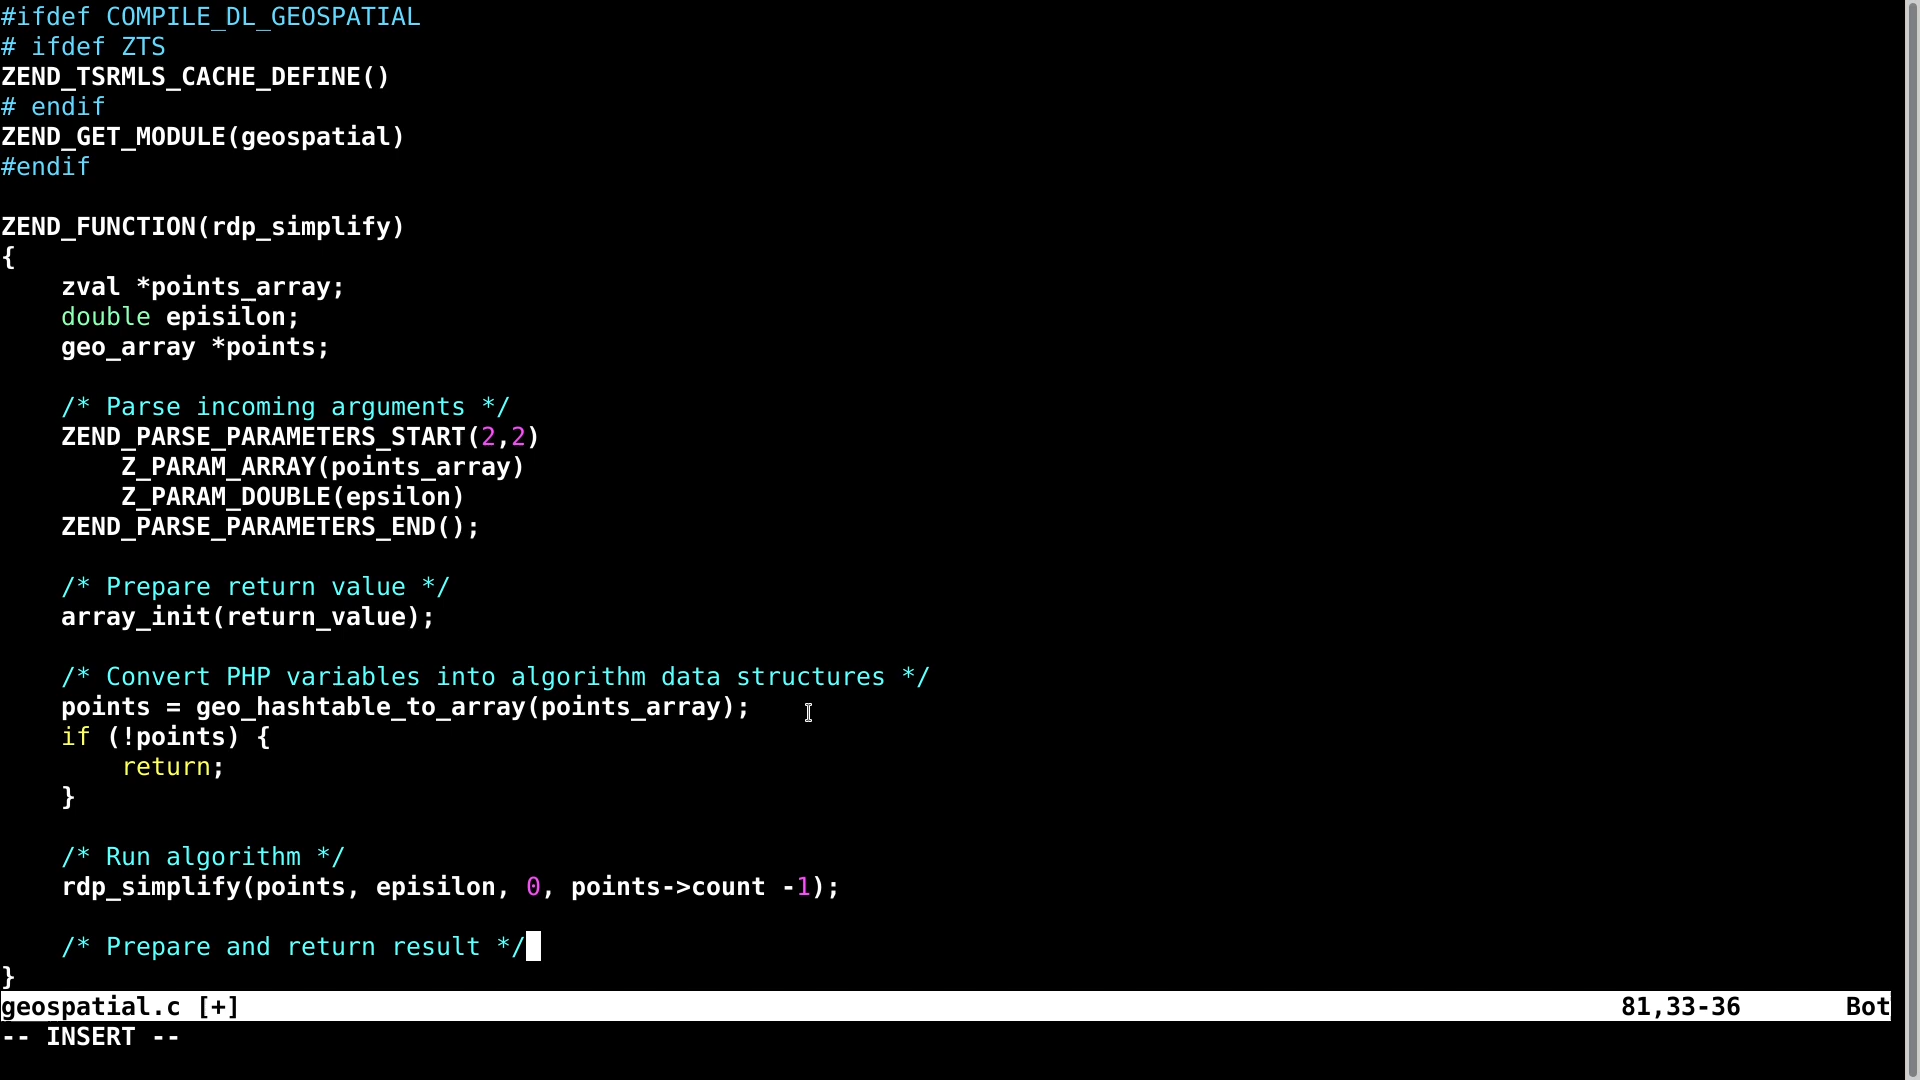 #ifdef COMPILE_DL_GEOSPATIAL
# ifdef ZTS
ZEND_TSRMLS_CACHE_DEFINE()
# endif
ZEND_GET_MODULE(geospatial)
#endif

ZEND_FUNCTION(rdp_simplify)
{
    zval *points_array;
    double episilon;
    geo_array *points;

    /* Parse incoming arguments */
    ZEND_PARSE_PARAMETERS_START(2,2)
        Z_PARAM_ARRAY(points_array)
        Z_PARAM_DOUBLE(epsilon)
    ZEND_PARSE_PARAMETERS_END();

    /* Prepare return value */
    array_init(return_value);

    /* Convert PHP variables into algorithm data structures */
    points = geo_hashtable_to_array(points_array);
    if (!points) {
        return;
    }

    /* Run algorithm */
    rdp_simplify(points, episilon, 0, points->count -1);

    /* Prepare and return result */
}
geospatial.c [+] 81,33-36 Bot
-- INSERT --